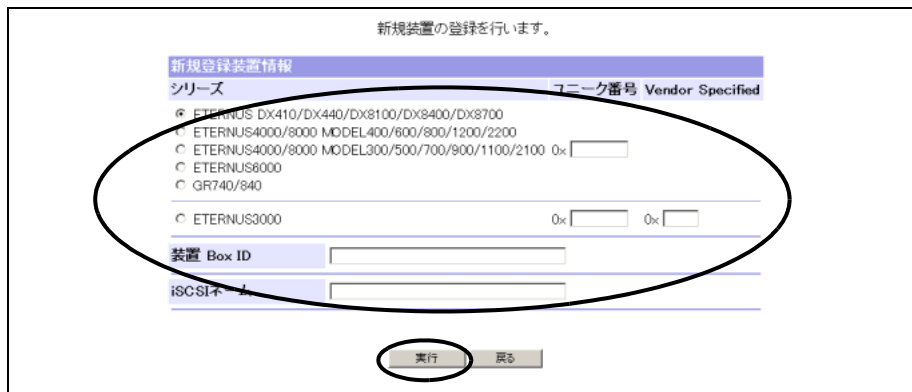 新規装置の登録を行います。
新規登録装置情報
シリーズ ユニーク番号 Vendor Specified
ETERNUS DX410/DX440/DX8100/DX8400/DX8700
ETERNUS4000/8000 MODEL400/600/800/1200/2200
ETERNUS4000/8000 MODEL300/500/700/900/1100/2100 0x
ETERNUS6000
GR740/840
ETERNUS3000 0x 0x
装置 Box ID
iSCSIネーム
実行 戻る